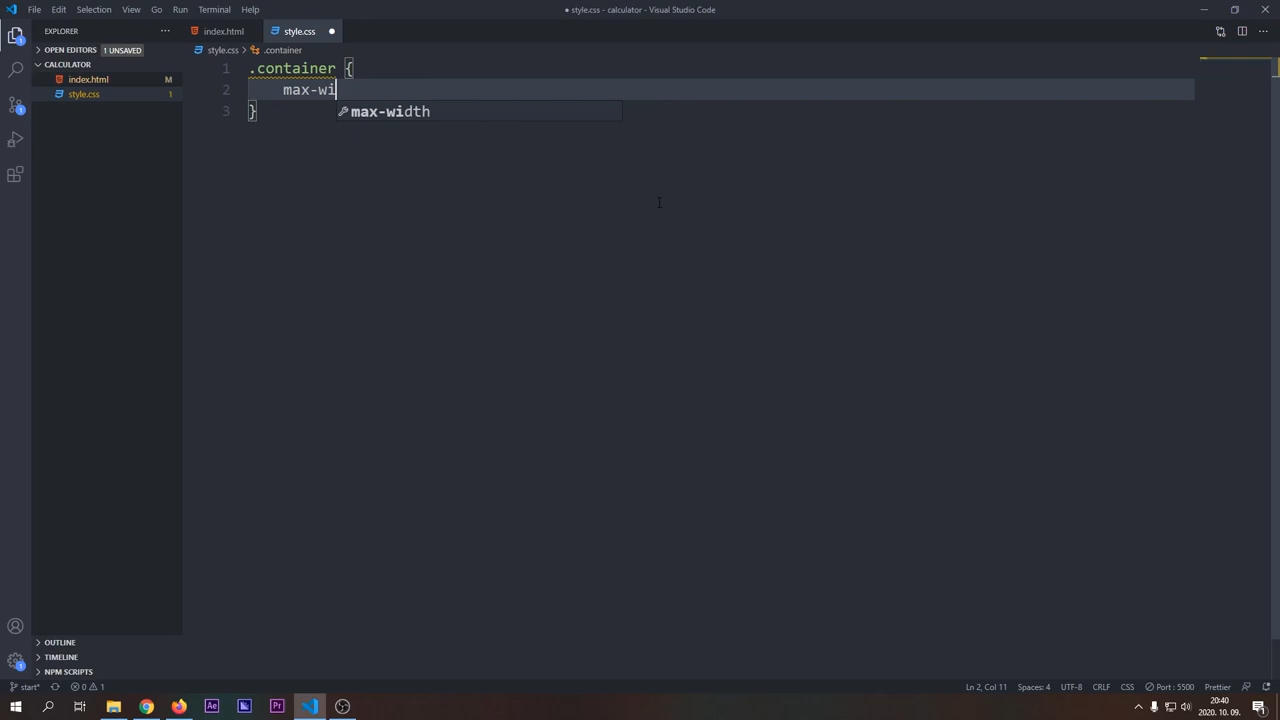 File Edit Selection View Go Run Terminal Help
● style.css - calculator - Visual Studio Code
EXPLORER
index.html
style.css
OPEN EDITORS 1 UNSAVED
style.css > .container
CALCULATOR
index.html M
style.css 1
1 .container {
2 max-wi
max-width
3 }
OUTLINE
TIMELINE
NPM SCRIPTS
start* 0 1
Ln 2, Col 11 Spaces: 4 UTF-8 CRLF CSS Port : 5500 Prettier
Ae Pr
20:40
2020. 10. 09.
1